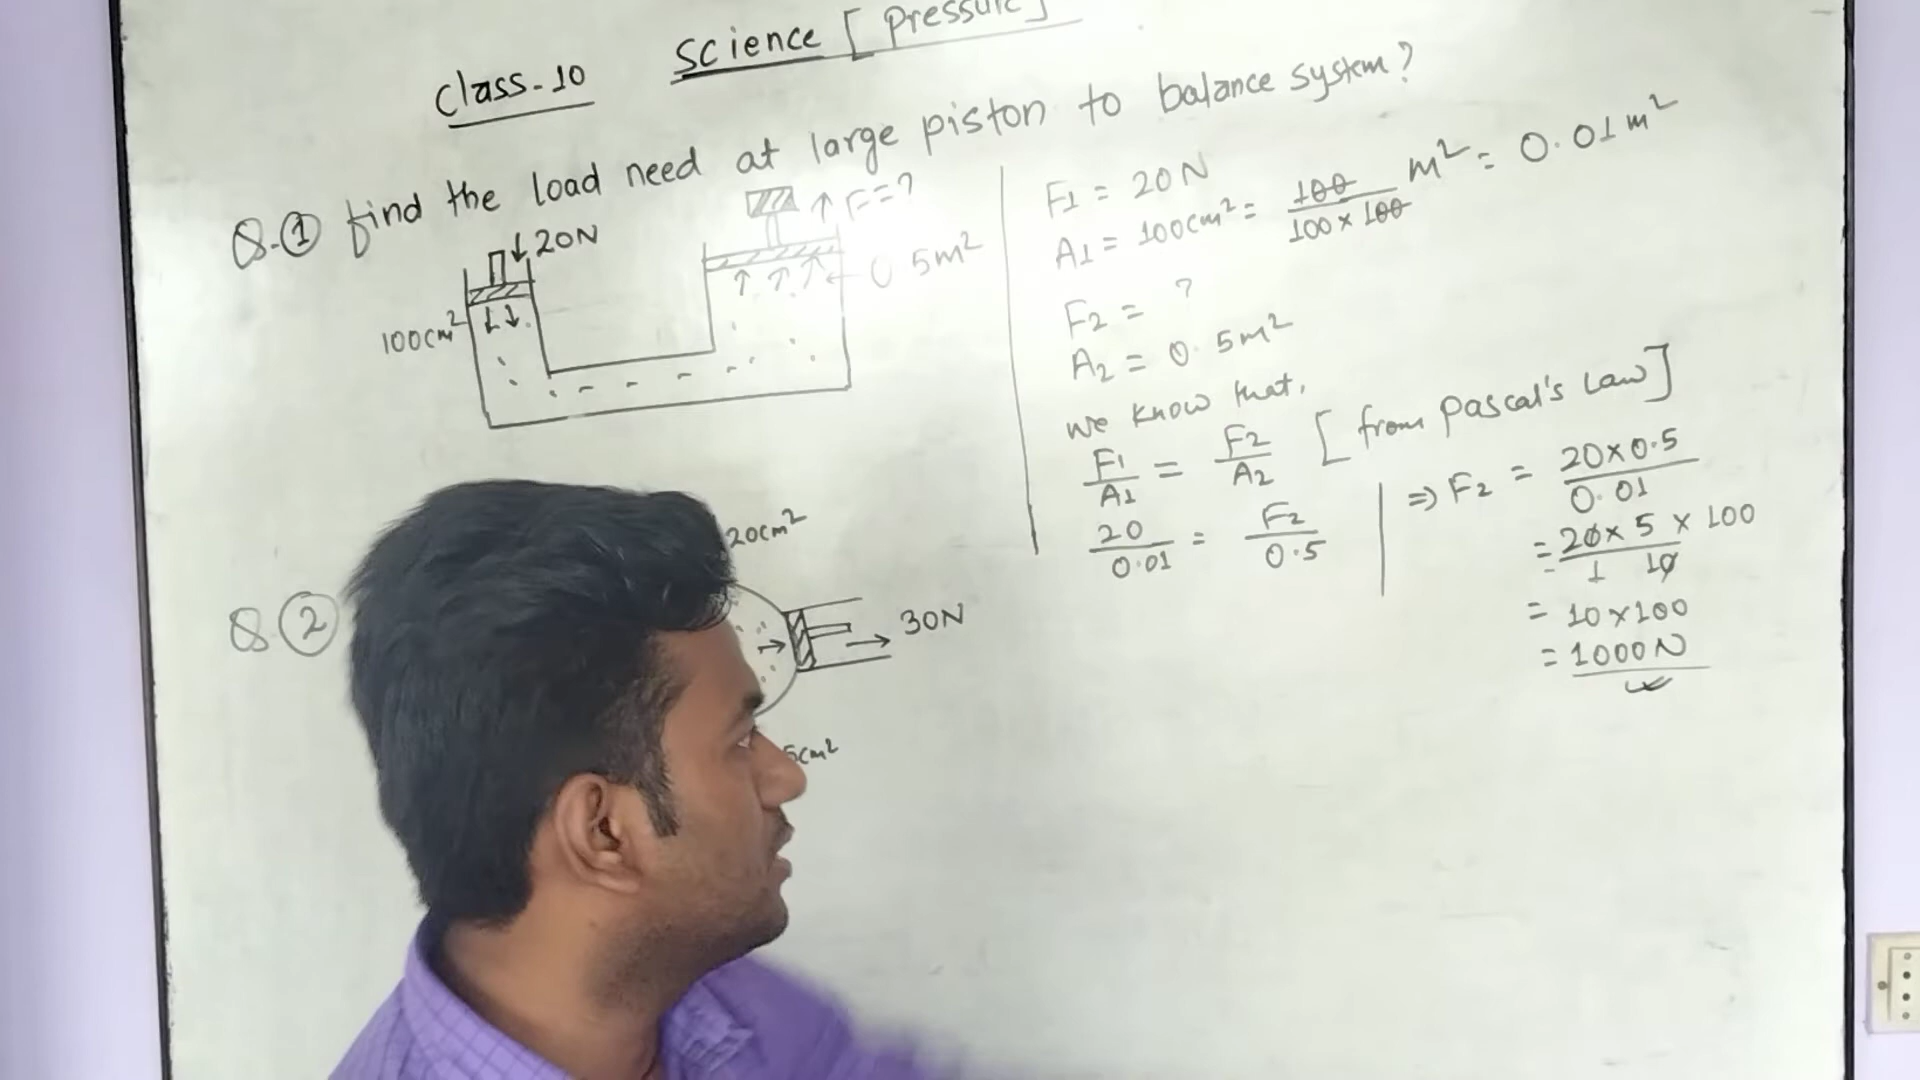 Class-10
Science [Pressure]
Q.① find the load need at large piston to balance system?
↓20N
↑ F=?
100cm²
← 0.5m²
F1 = 20N
A1 = 100cm² = 100/100×100 m² = 0.01m²
F2 = ?
A2 = 0.5m²
we know that,
F1/A1 = F2/A2 [from Pascal's Law]
20/0.01 = F2/0.5
⇒ F2 = 20×0.5/0.01
= 20×5×100/1 10
= 10×100
= 1000N
Q②
20cm²
→ 30N
5cm²